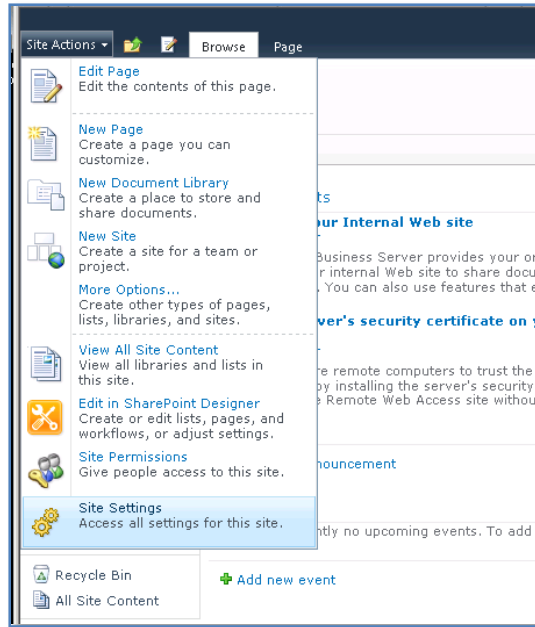 Site Actions
Browse
Page
Edit Page
Edit the contents of this page.
New Page
Create a page you can
customize.
New Document Library
Create a place to store and
share documents.
New Site
Create a site for a team or
project.
More Options...
Create other types of pages,
lists, libraries, and sites.
View All Site Content
View all libraries and lists in
this site.
Edit in SharePoint Designer
Create or edit lists, pages, and
workflows, or adjust settings.
Site Permissions
Give people access to this site.
Site Settings
Access all settings for this site.
Recycle Bin
All Site Content
ts
our Internal Web site
Business Server provides your or
r internal Web site to share docu
. You can also use features that e
ver's security certificate on y
re remote computers to trust the
by installing the server's security
e Remote Web Access site withou
nouncement
ntly no upcoming events. To add
Add new event